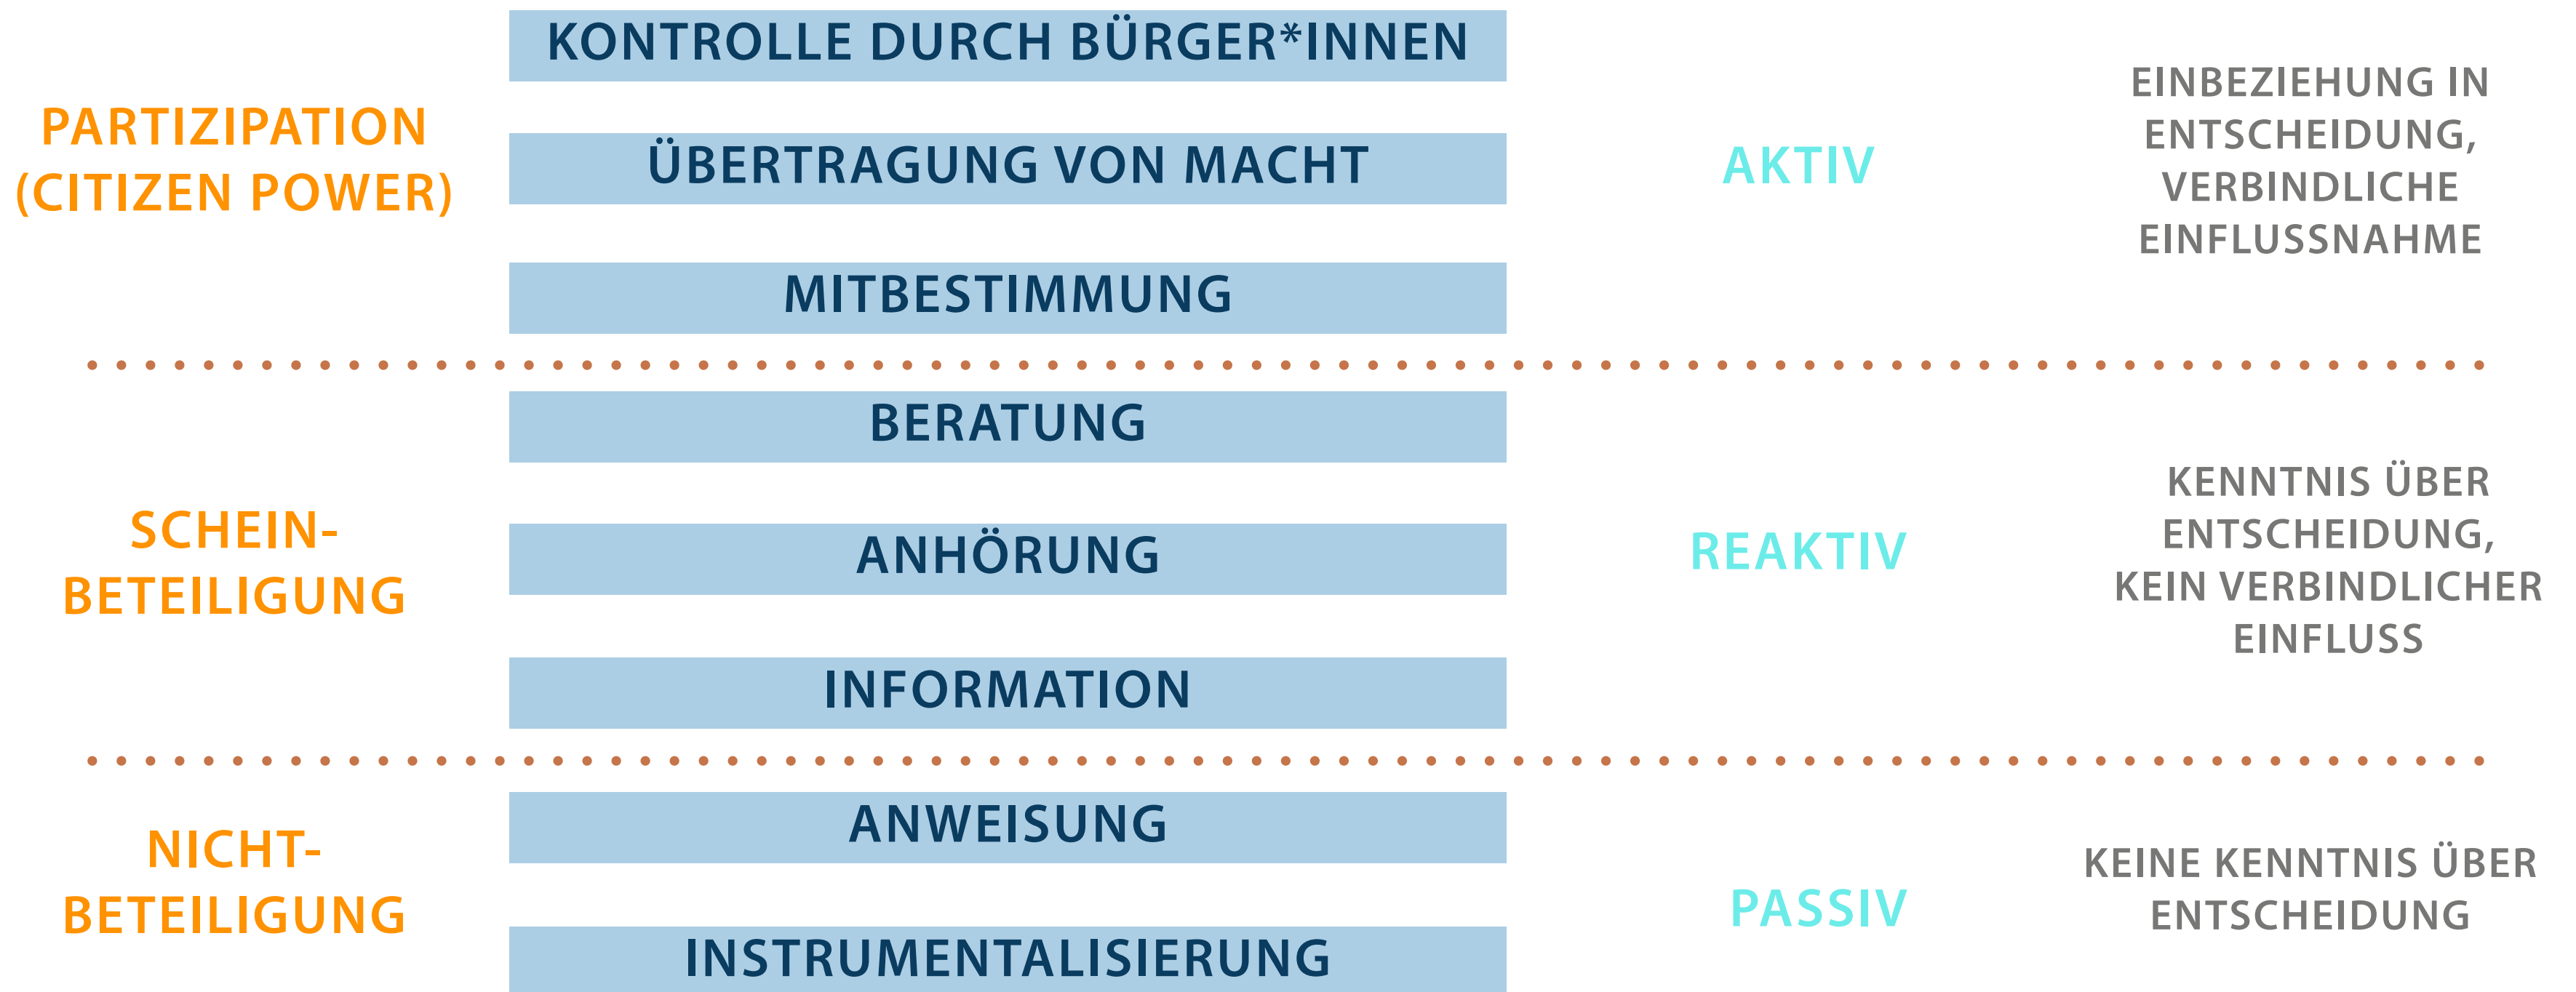 KONTROLLE DURCH BÜRGER*INNEN
PARTIZIPATION
(CITIZEN POWER)
ÜBERTRAGUNG VON MACHT
MITBESTIMMUNG
AKTIV
EINBEZIEHUNG IN
ENTSCHEIDUNG,
VERBINDLICHE
EINFLUSSNAHME
SCHEIN-
BETEILIGUNG
BERATUNG
ANHÖRUNG
INFORMATION
REAKTIV
KENNTNIS ÜBER
ENTSCHEIDUNG,
KEIN VERBINDLICHER
EINFLUSS
NICHT-
BETEILIGUNG
ANWEISUNG
INSTRUMENTALISIERUNG
PASSIV
KEINE KENNTNIS ÜBER
ENTSCHEIDUNG